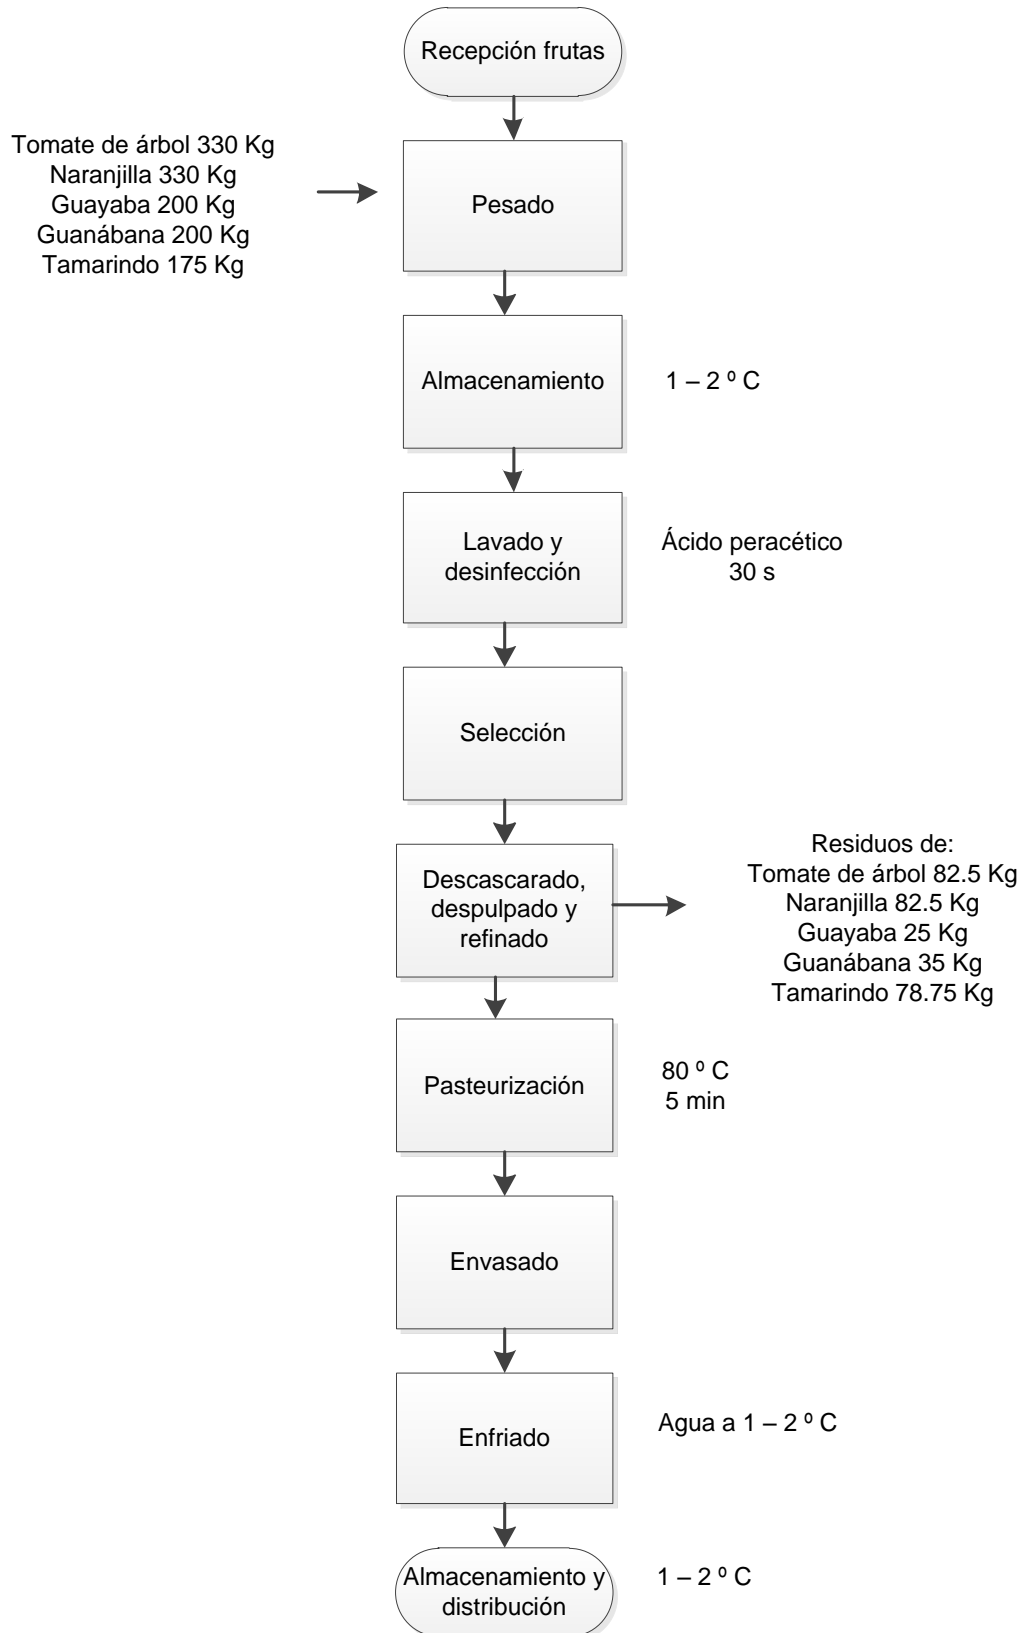 Recepción frutas
Tomate de árbol 330 Kg
Naranjilla 330 Kg
Guayaba 200 Kg
Guanábana 200 Kg
Tamarindo 175 Kg
Pesado
Almacenamiento
1 – 2 º C
Lavado y
desinfección
Ácido peracético
30 s
Selección
Descascarado,
despulpado y
refinado
Residuos de:
Tomate de árbol 82.5 Kg
Naranjilla 82.5 Kg
Guayaba 25 Kg
Guanábana 35 Kg
Tamarindo 78.75 Kg
Pasteurización
80 º C
5 min
Envasado
Enfriado
Agua a 1 – 2 º C
Almacenamiento y
distribución
1 – 2 º C